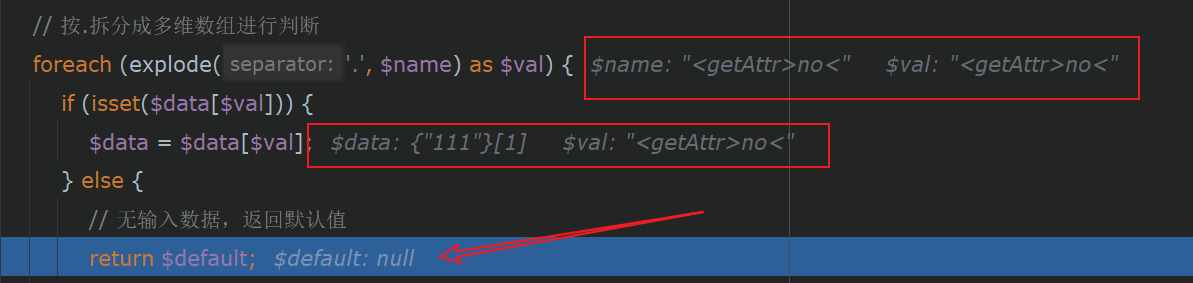 // 按.拆分成多维数组进行判断
foreach (explode( separator: '.', $name) as $val) { $name: "<getAttr>no<" $val: "<getAttr>no<"
if (isset($data[$val])) {
$data = $data[$val]; $data: {"111"}[1] $val: "<getAttr>no<"
} else {
// 无输入数据，返回默认值
return $default; $default: null